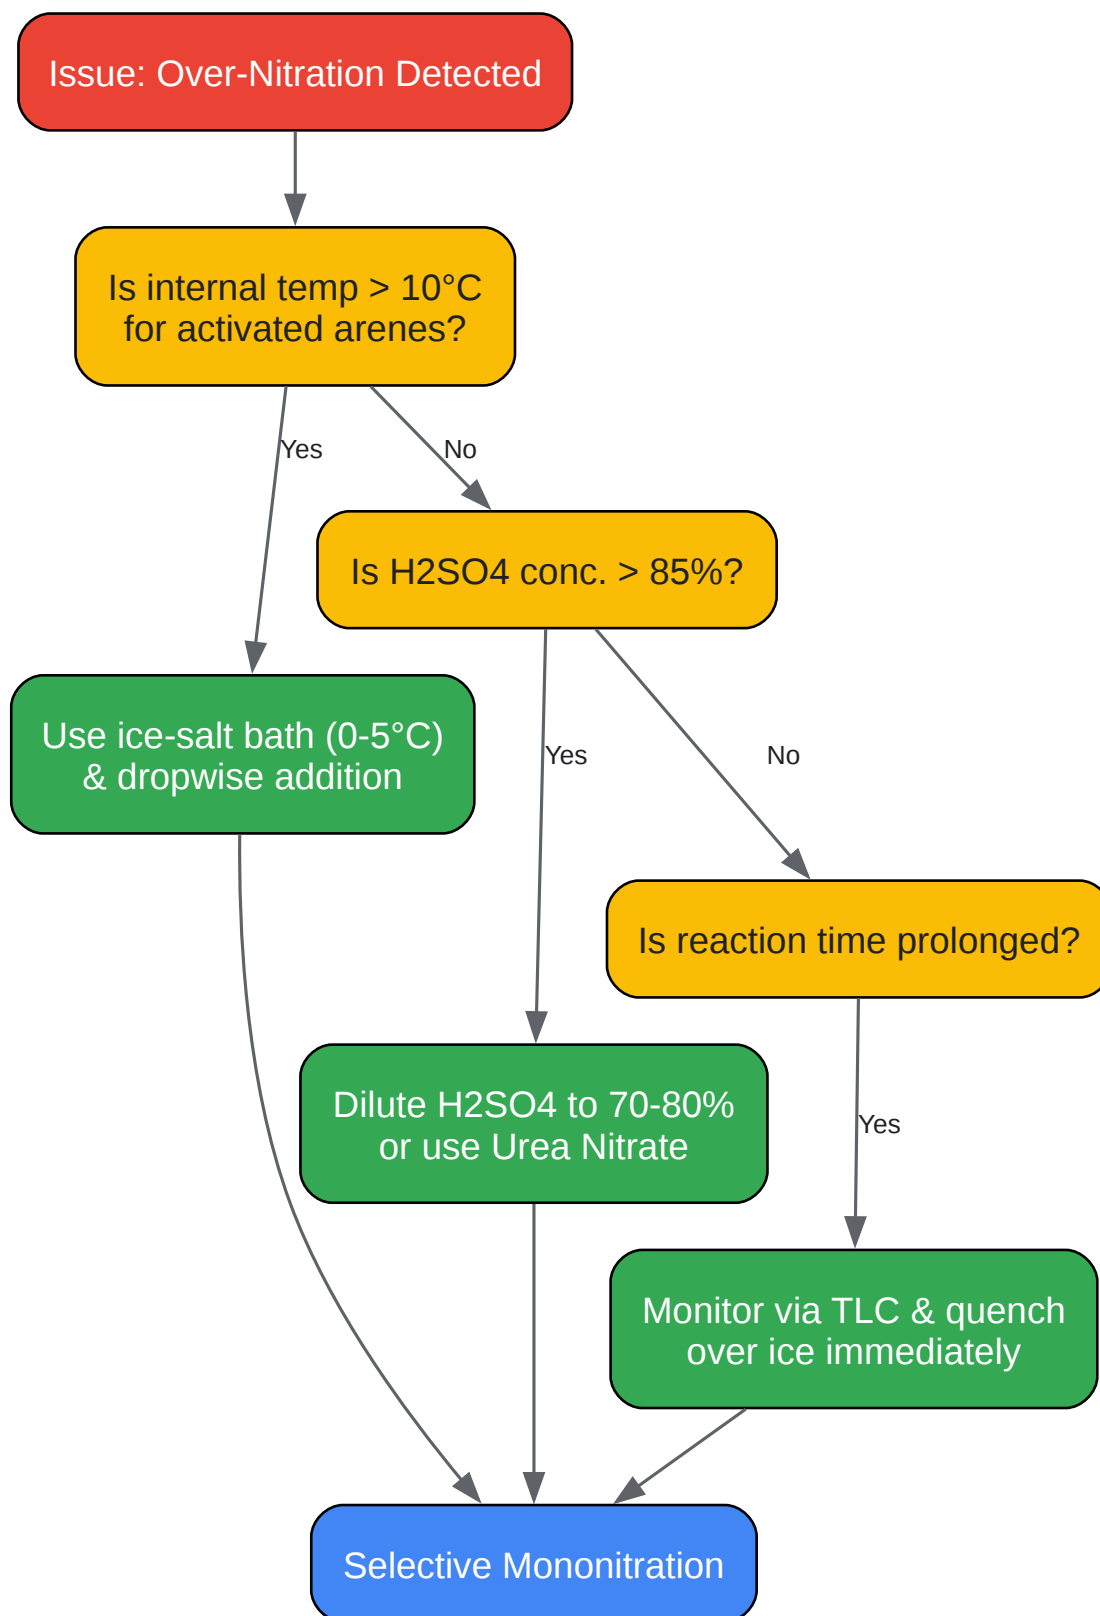 Issue: Over-Nitration Detected
Is internal temp > 10°C
for activated arenes?
Yes
No
Is H2SO4 conc. > 85%?
Use ice-salt bath (0-5°C)
& dropwise addition
Yes
No
Is reaction time prolonged?
Dilute H2SO4 to 70-80%
or use Urea Nitrate
Yes
Monitor via TLC & quench
over ice immediately
Selective Mononitration